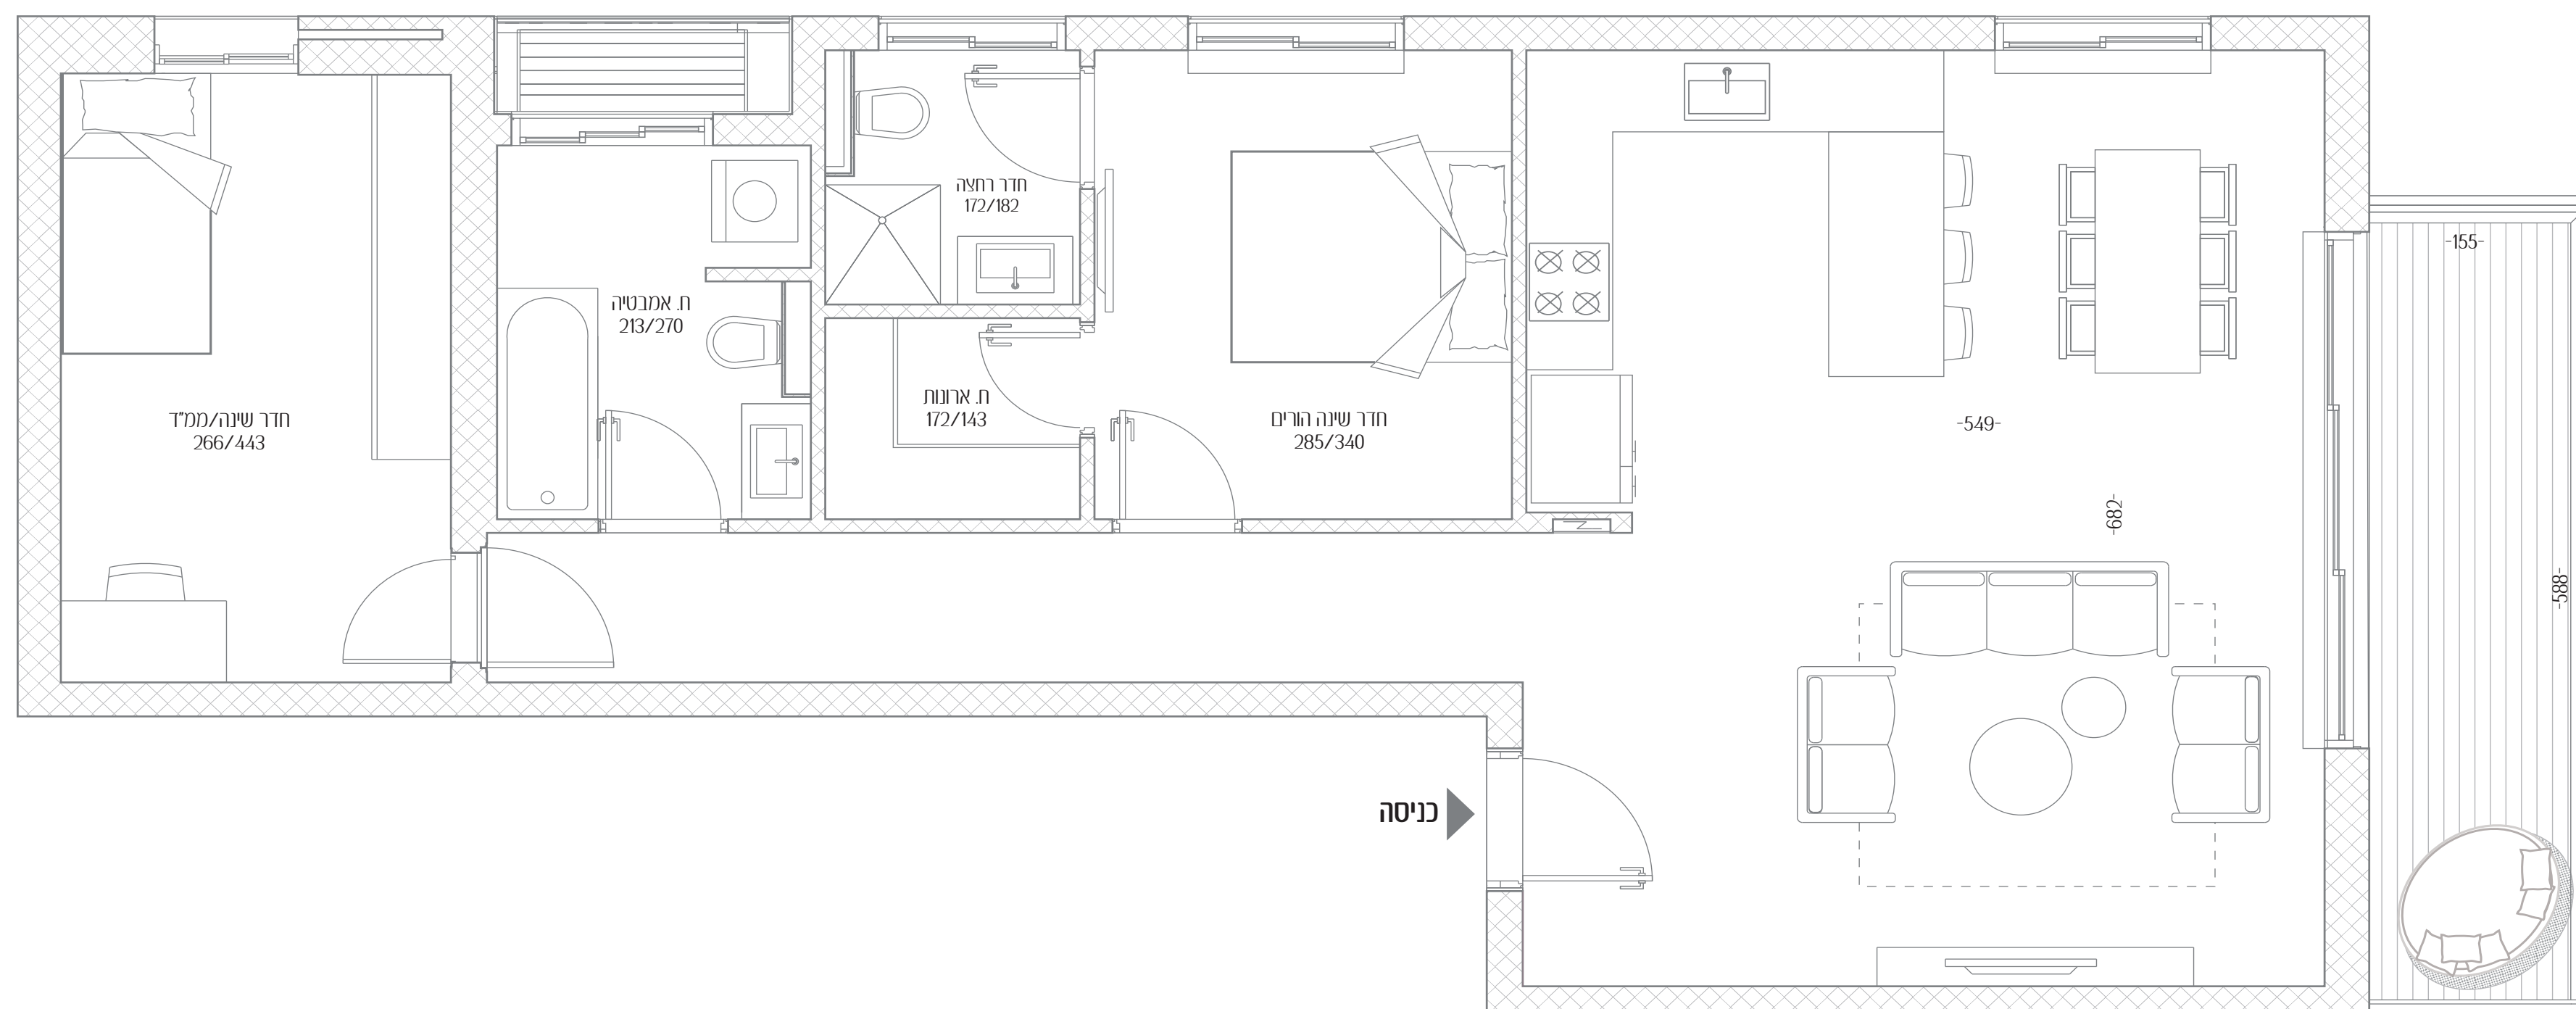 חדר רחצה
172/182
-155-
ח. אמבטיה
213/270
ח. ארונות
172/143
חדר שינה/ממ"ד
266/443
חדר שינה הורים
285/340
-549-
-682-
-588-
כניסה